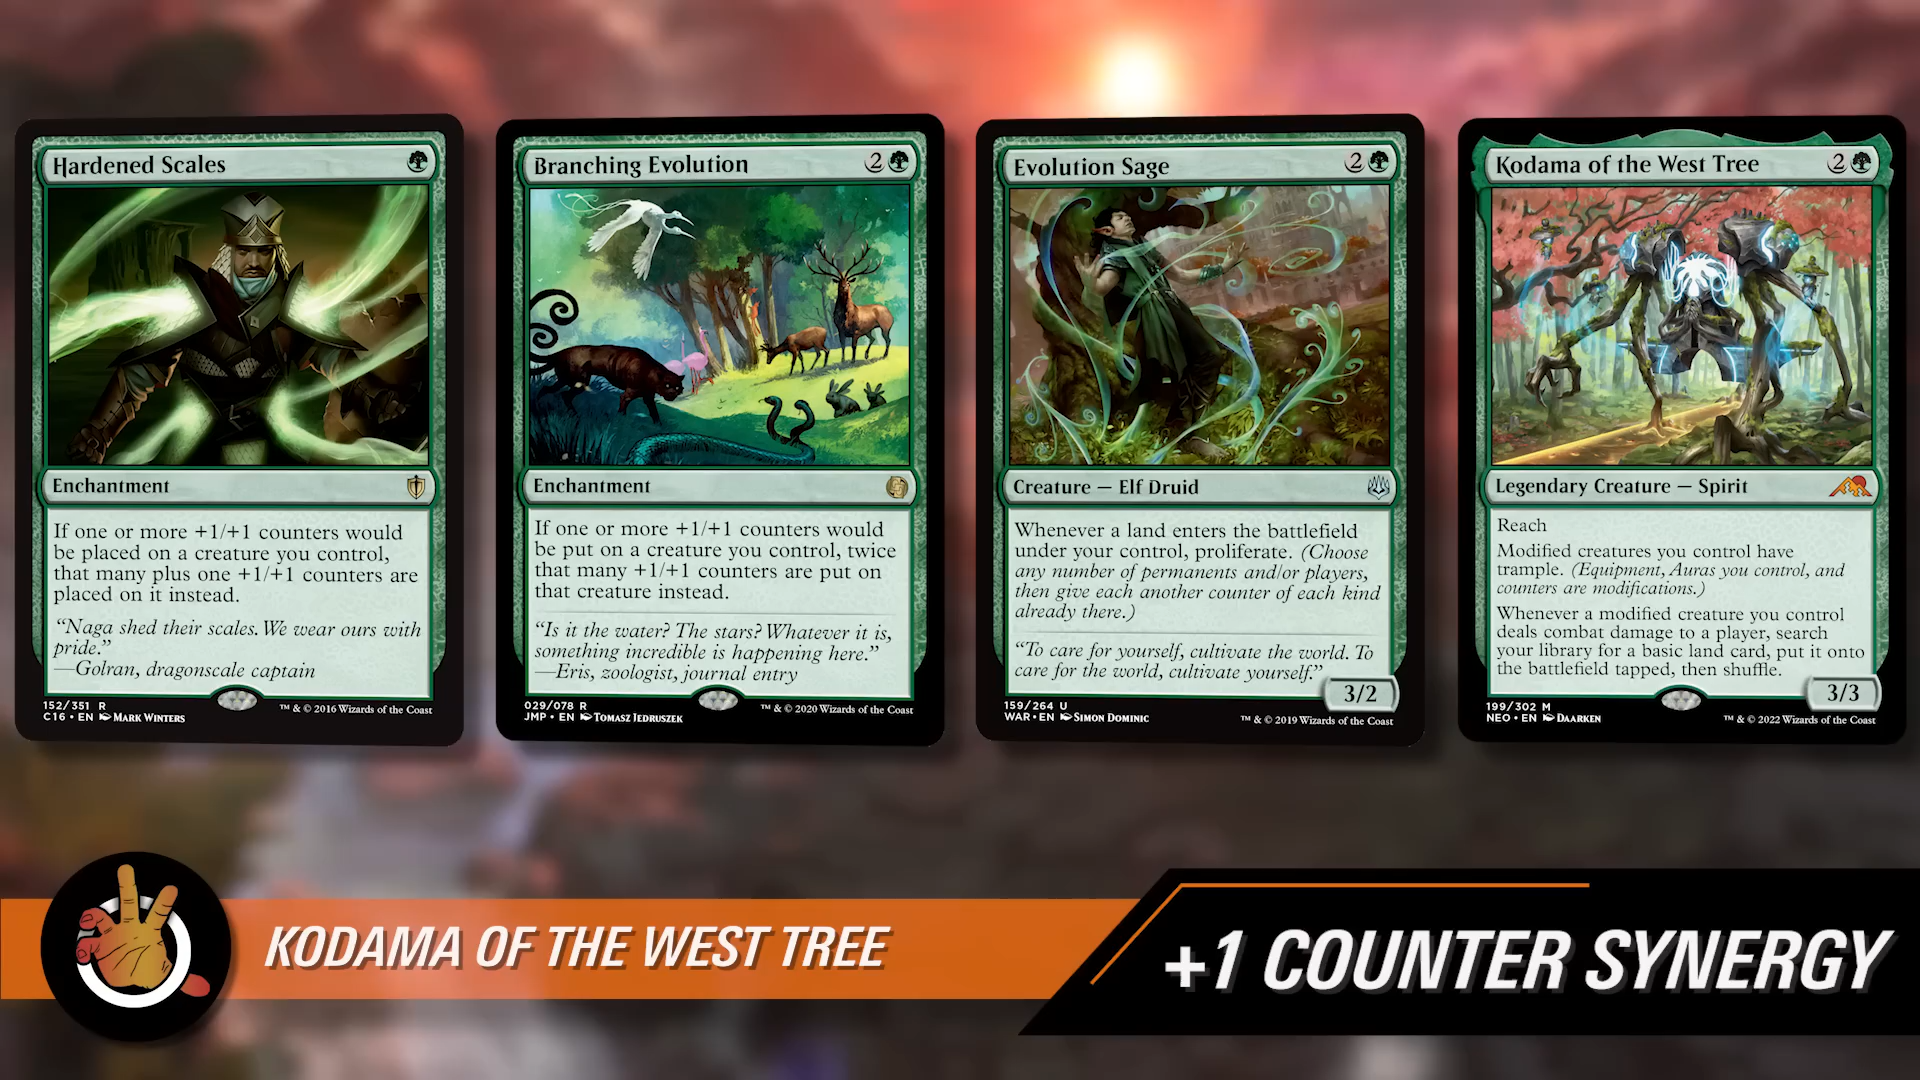 Hardened Scales
Enchantment
If one or more +1/+1 counters would
be placed on a creature you control,
that many plus one +1/+1 counters are
placed on it instead.
“Naga shed their scales. We wear ours with
pride.”
—Golran, dragonscale captain
152/351 R
C16 • EN Mark Winters
™ & © 2016 Wizards of the Coast
Branching Evolution
2
Enchantment
If one or more +1/+1 counters would
be put on a creature you control, twice
that many +1/+1 counters are put on
that creature instead.
“Is it the water? The stars? Whatever it is,
something incredible is happening here.”
—Eris, zoologist, journal entry
029/078 R
JMP • EN Tomasz Jedruszek
™ & © 2020 Wizards of the Coast
Evolution Sage
2
Creature — Elf Druid
Whenever a land enters the battlefield
under your control, proliferate. (Choose
any number of permanents and/or players,
then give each another counter of each kind
already there.)
“To care for yourself, cultivate the world. To
care for the world, cultivate yourself.”
3/2
159/264 U
WAR • EN Simon Dominic
™ & © 2019 Wizards of the Coast
Kodama of the West Tree
2
Legendary Creature — Spirit
Reach
Modified creatures you control have
trample. (Equipment, Auras you control, and
counters are modifications.)
Whenever a modified creature you control
deals combat damage to a player, search
your library for a basic land card, put it onto
the battlefield tapped, then shuffle.
3/3
199/302 M
NEO • EN Daarken
™ & © 2022 Wizards of the Coast
KODAMA OF THE WEST TREE
+1 COUNTER SYNERGY